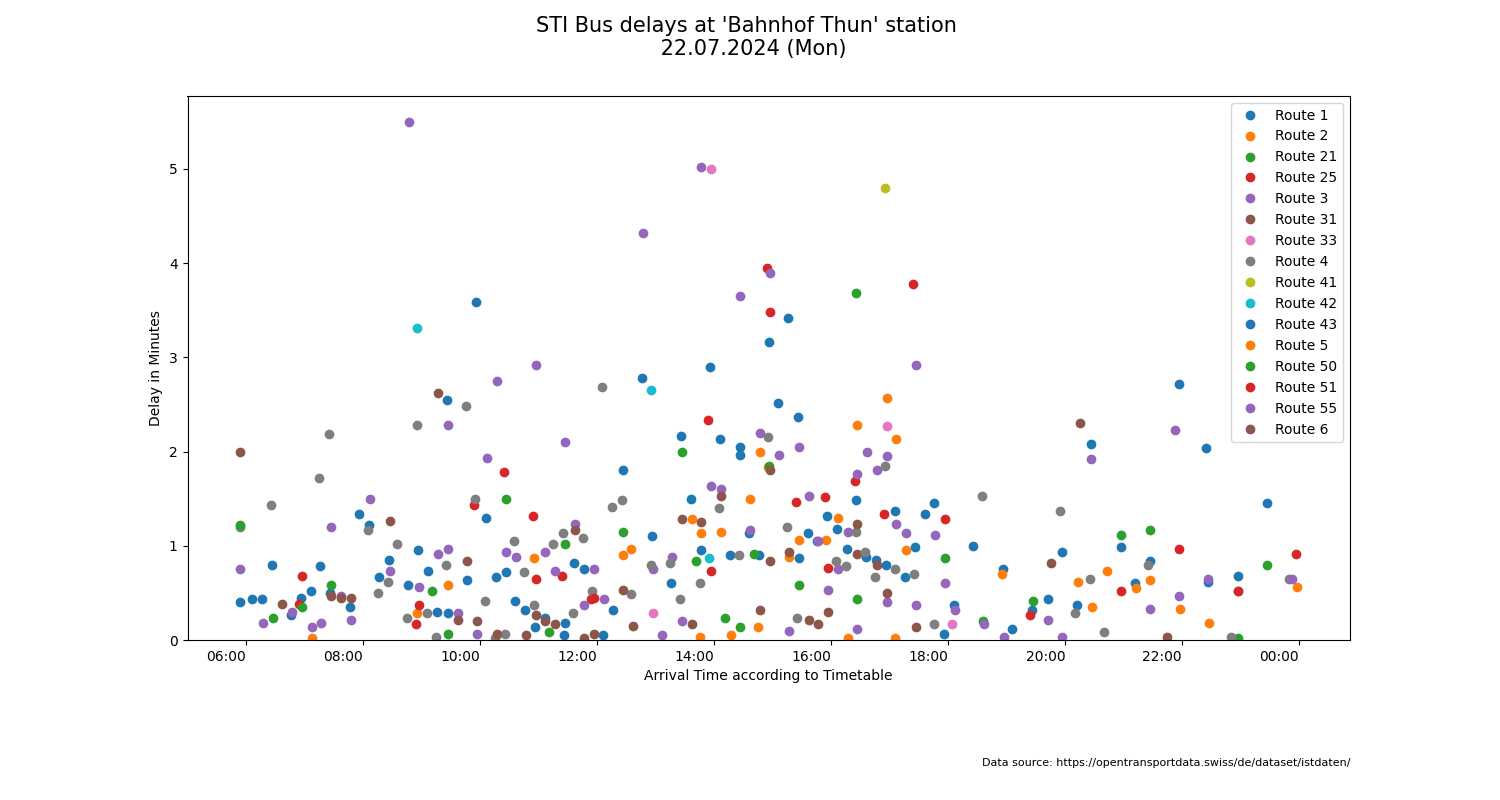 STI Bus delays at 'Bahnhof Thun' station
22.07.2024 (Mon)
Route 1
Route 2
Route 21
Route 25
Route 3
Route 31
Route 33
Route 4
Route 41
Route 42
Route 43
Route 5
Route 50
Route 51
Route 55
Route 6
5
4
3
2
1
0
Delay in Minutes
06:00 08:00 10:00 12:00 14:00 16:00 18:00 20:00 22:00 00:00
Arrival Time according to Timetable
Data source: https://opentransportdata.swiss/de/dataset/istdaten/